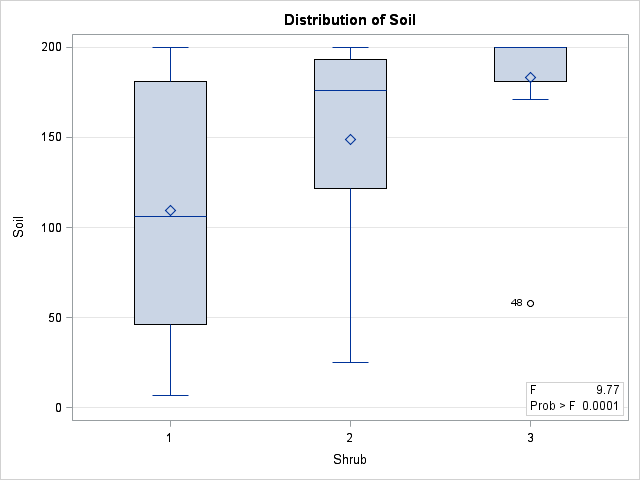 Distribution of Soil
200
150
100
50
0
Soil
48
F 9.77
Prob > F 0.0001
1 2 3
Shrub